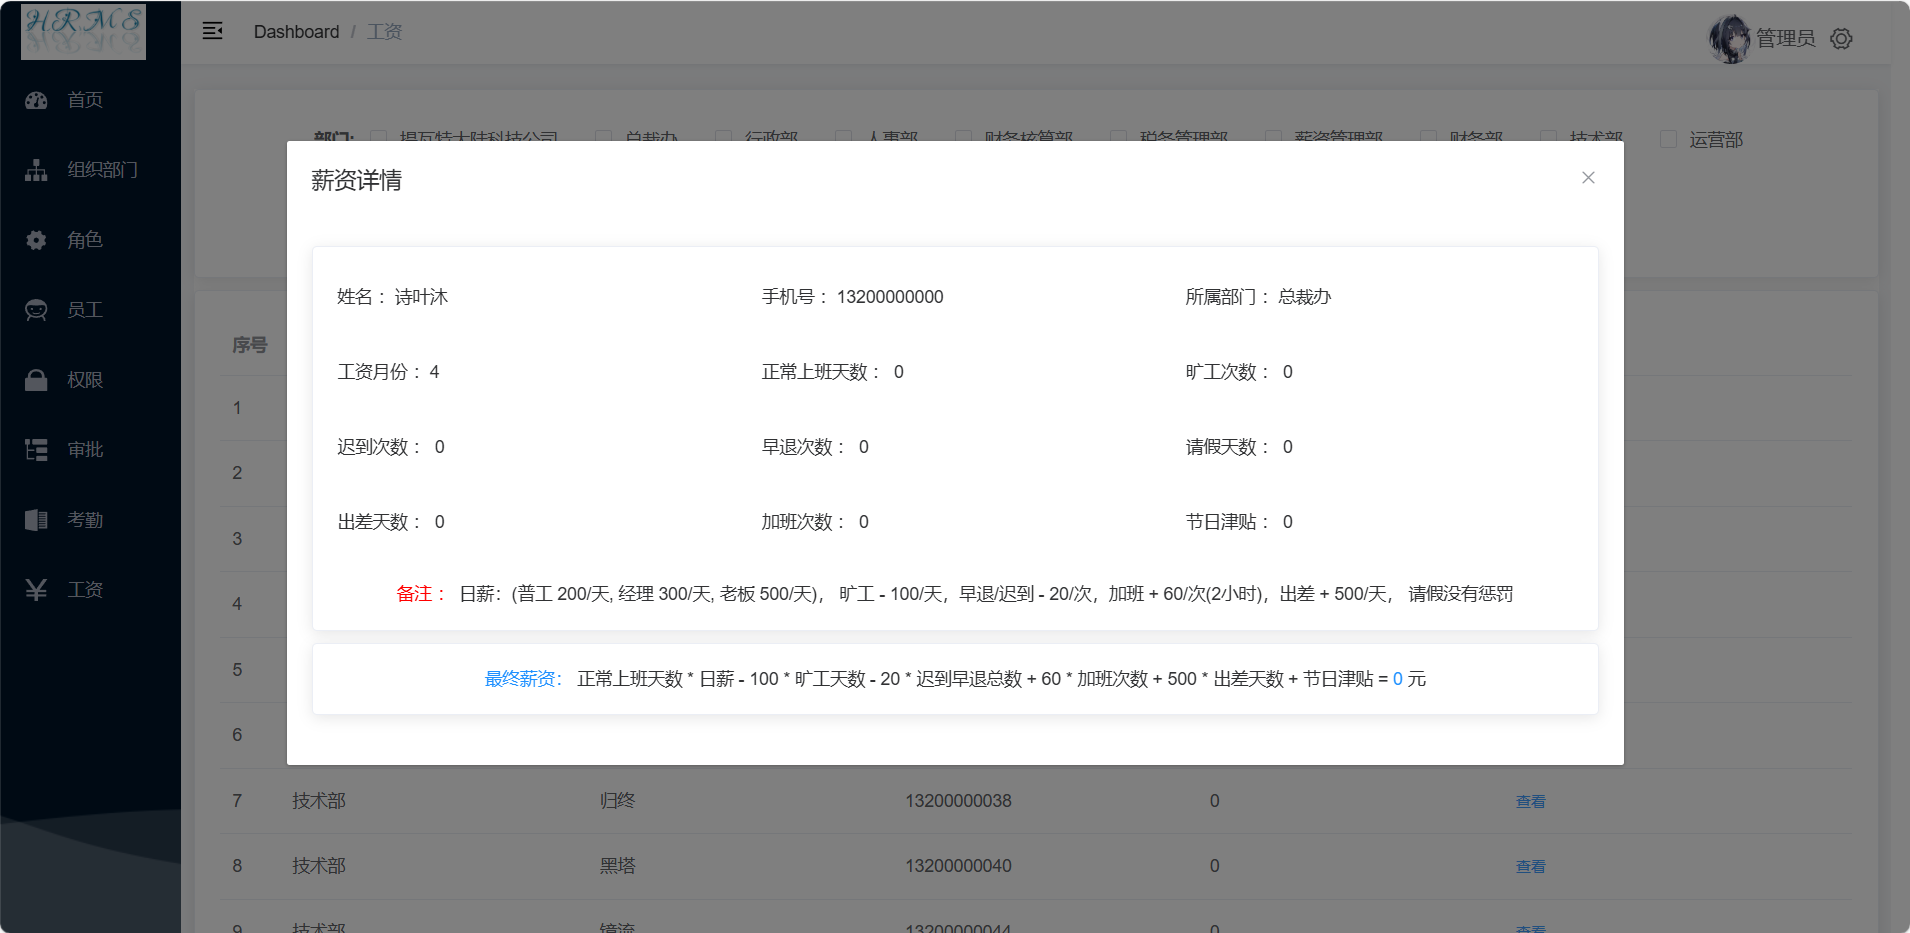 HRMS
Dashboard / 工资
管理员
首页
组织部门
角色
员工
权限
审批
考勤
工资
部门: 提瓦特大陆科技公司 总裁办 行政部 人事部 财务核算部 税务管理部 薪资管理部 财务部 技术部 运营部
薪资详情
姓名： 诗叶沐 手机号： 13200000000 所属部门： 总裁办
工资月份： 4 正常上班天数： 0 旷工次数： 0
迟到次数： 0 早退次数： 0 请假天数： 0
出差天数： 0 加班次数： 0 节日津贴： 0
备注： 日薪：(普工 200/天, 经理 300/天, 老板 500/天)， 旷工 - 100/天，早退/迟到 - 20/次，加班 + 60/次(2小时)，出差 + 500/天， 请假没有惩罚
最终薪资： 正常上班天数 * 日薪 - 100 * 旷工天数 - 20 * 迟到早退总数 + 60 * 加班次数 + 500 * 出差天数 + 节日津贴 = 0 元
序号
1
2
3
4
5
6
7 技术部 归终 13200000038 0 查看
8 技术部 黑塔 13200000040 0 查看
9 技术部 镜流 13200000044 0 查看